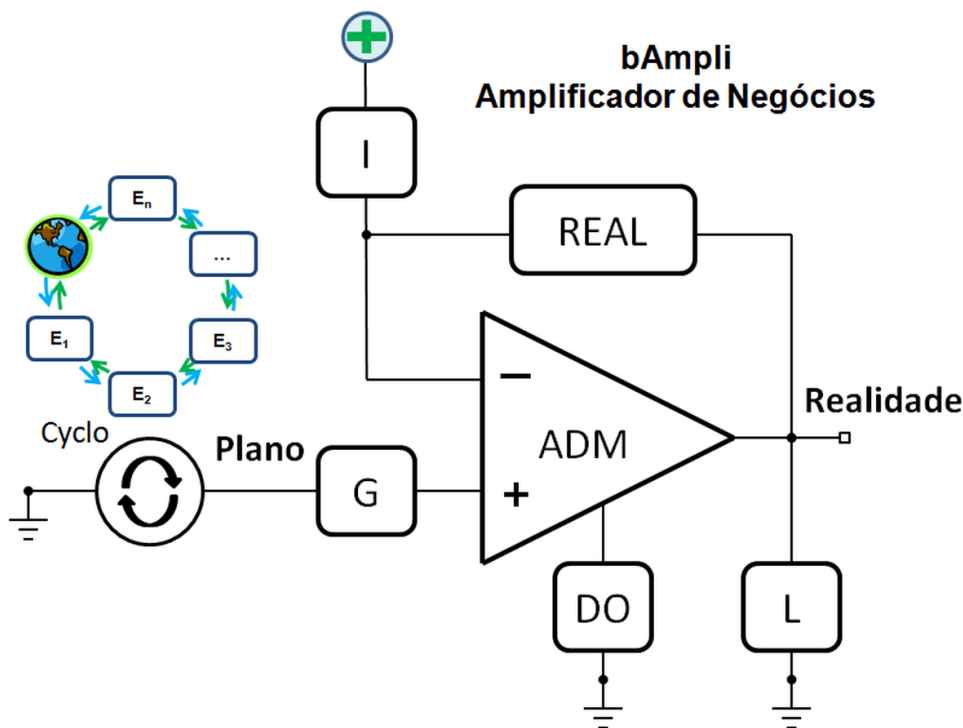 bAmpli
Amplificador de Negócios
I
REAL
En
...
E1
E3
E2
Cyclo
Plano
G
−
ADM
+
Realidade
DO
L